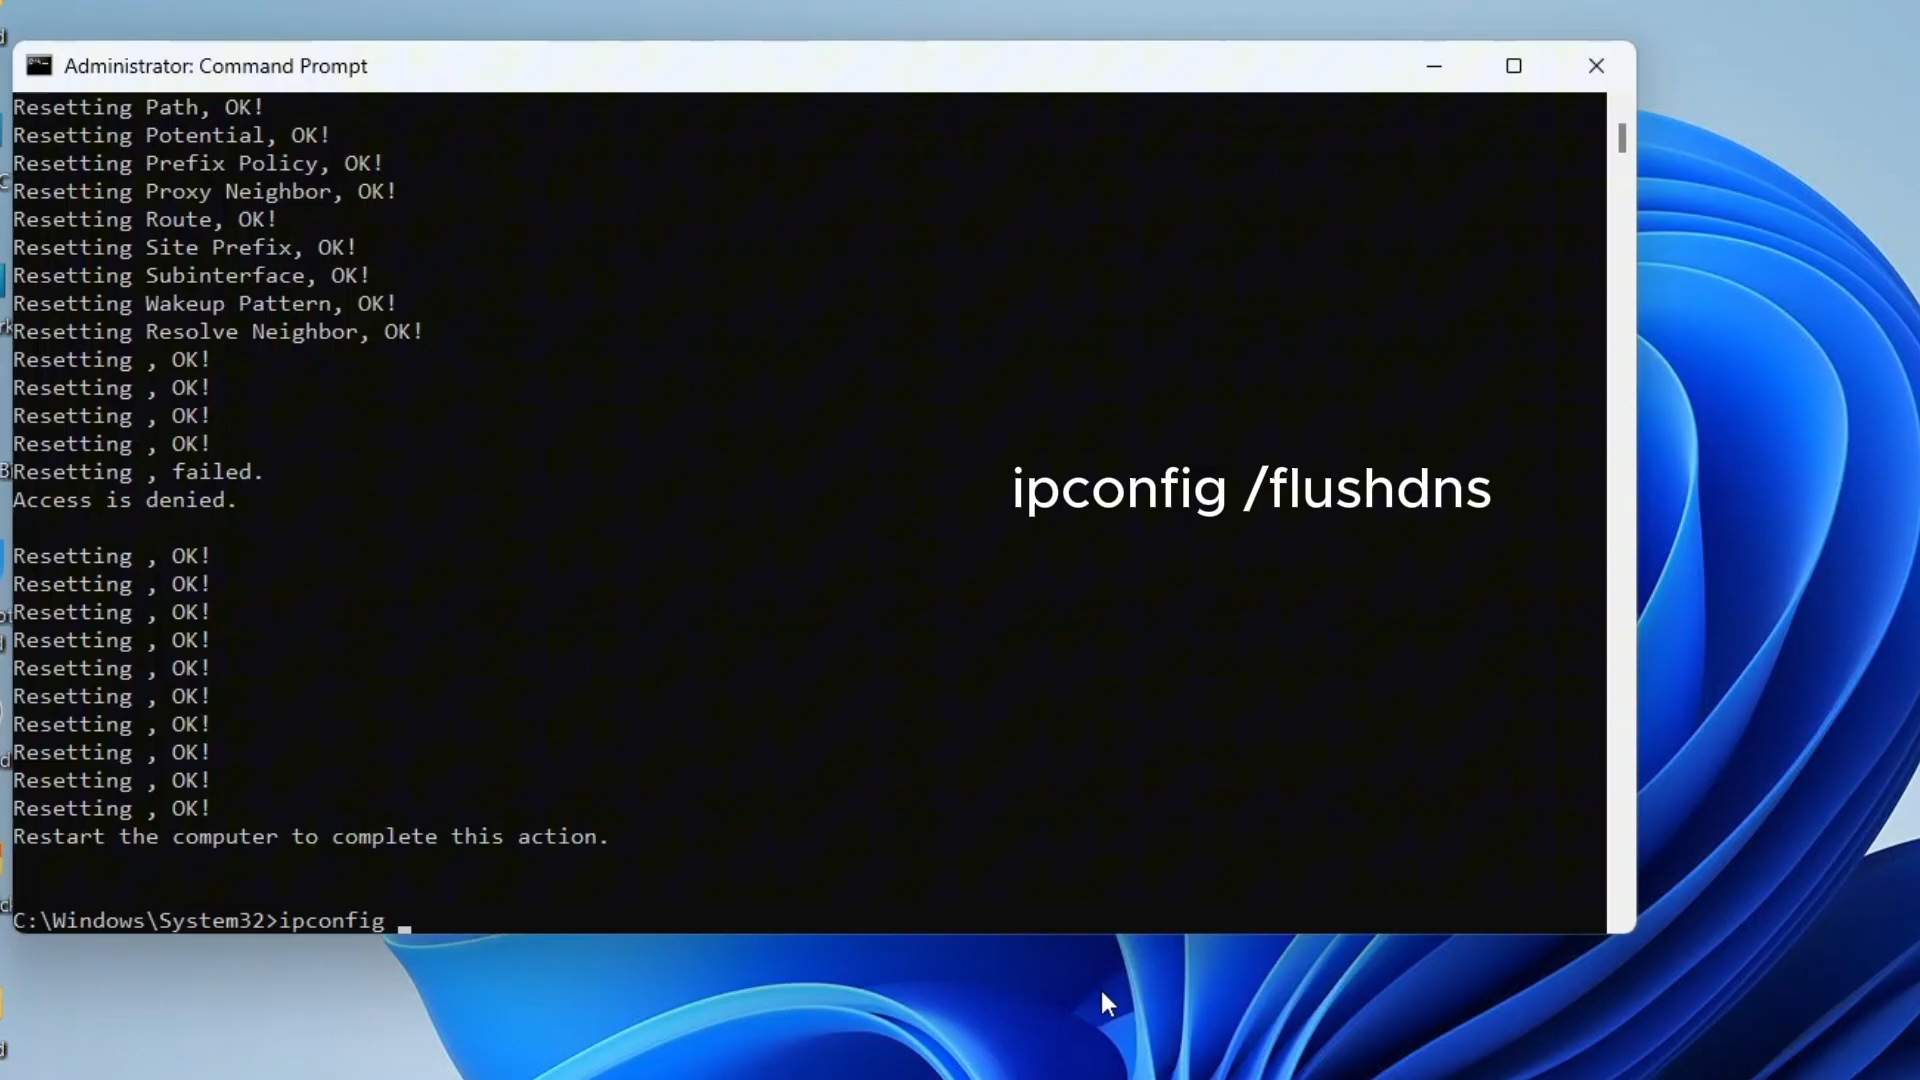 Administrator: Command Prompt
Resetting Path, OK!
Resetting Potential, OK!
Resetting Prefix Policy, OK!
Resetting Proxy Neighbor, OK!
Resetting Route, OK!
Resetting Site Prefix, OK!
Resetting Subinterface, OK!
Resetting Wakeup Pattern, OK!
Resetting Resolve Neighbor, OK!
Resetting , OK!
Resetting , OK!
Resetting , OK!
Resetting , OK!
Resetting , failed.
Access is denied.
ipconfig /flushdns
Resetting , OK!
Resetting , OK!
Resetting , OK!
Resetting , OK!
Resetting , OK!
Resetting , OK!
Resetting , OK!
Resetting , OK!
Resetting , OK!
Resetting , OK!
Restart the computer to complete this action.
C:\Windows\System32>ipconfig